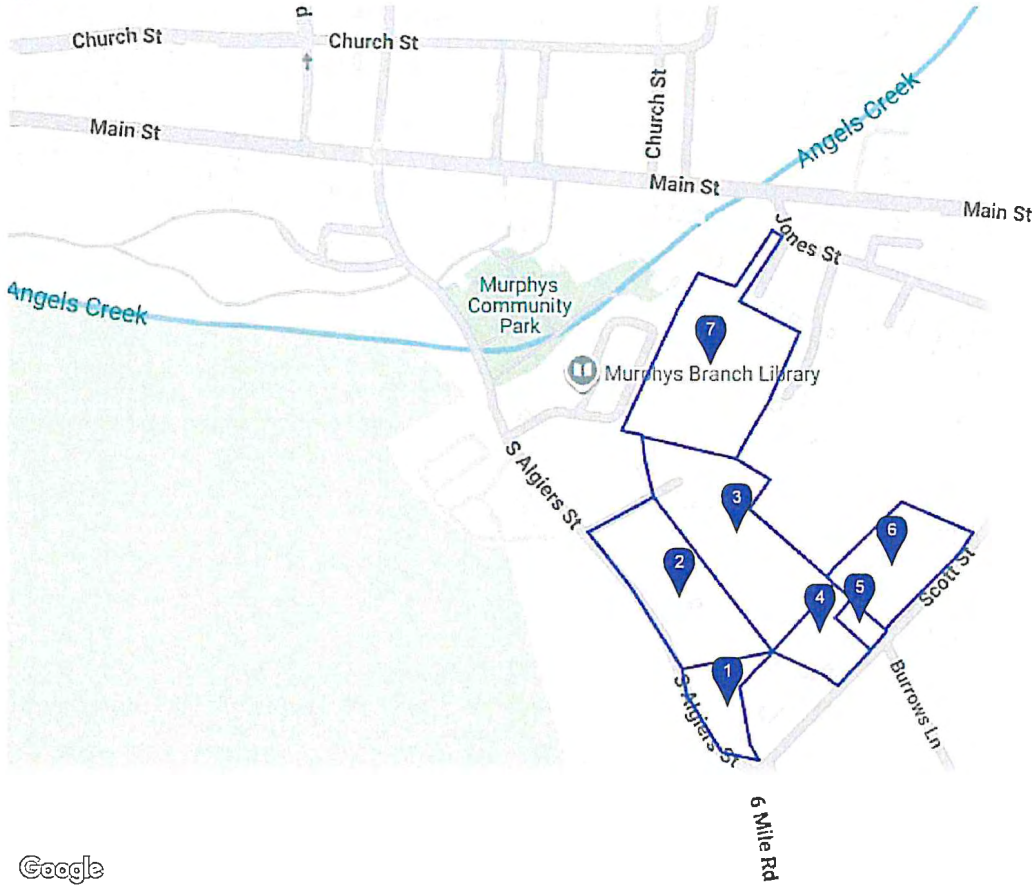 d
Church St
Church St
Church St
Angels Creek
Main St
Main St
Main St
Jones St
Angels Creek
Murphys
Community
Park
7
Murphys Branch Library
S Algiers St
3
6
2
5
4
Scott St
1
S Algiers St
Burrows Ln
6 Mile Rd
Google